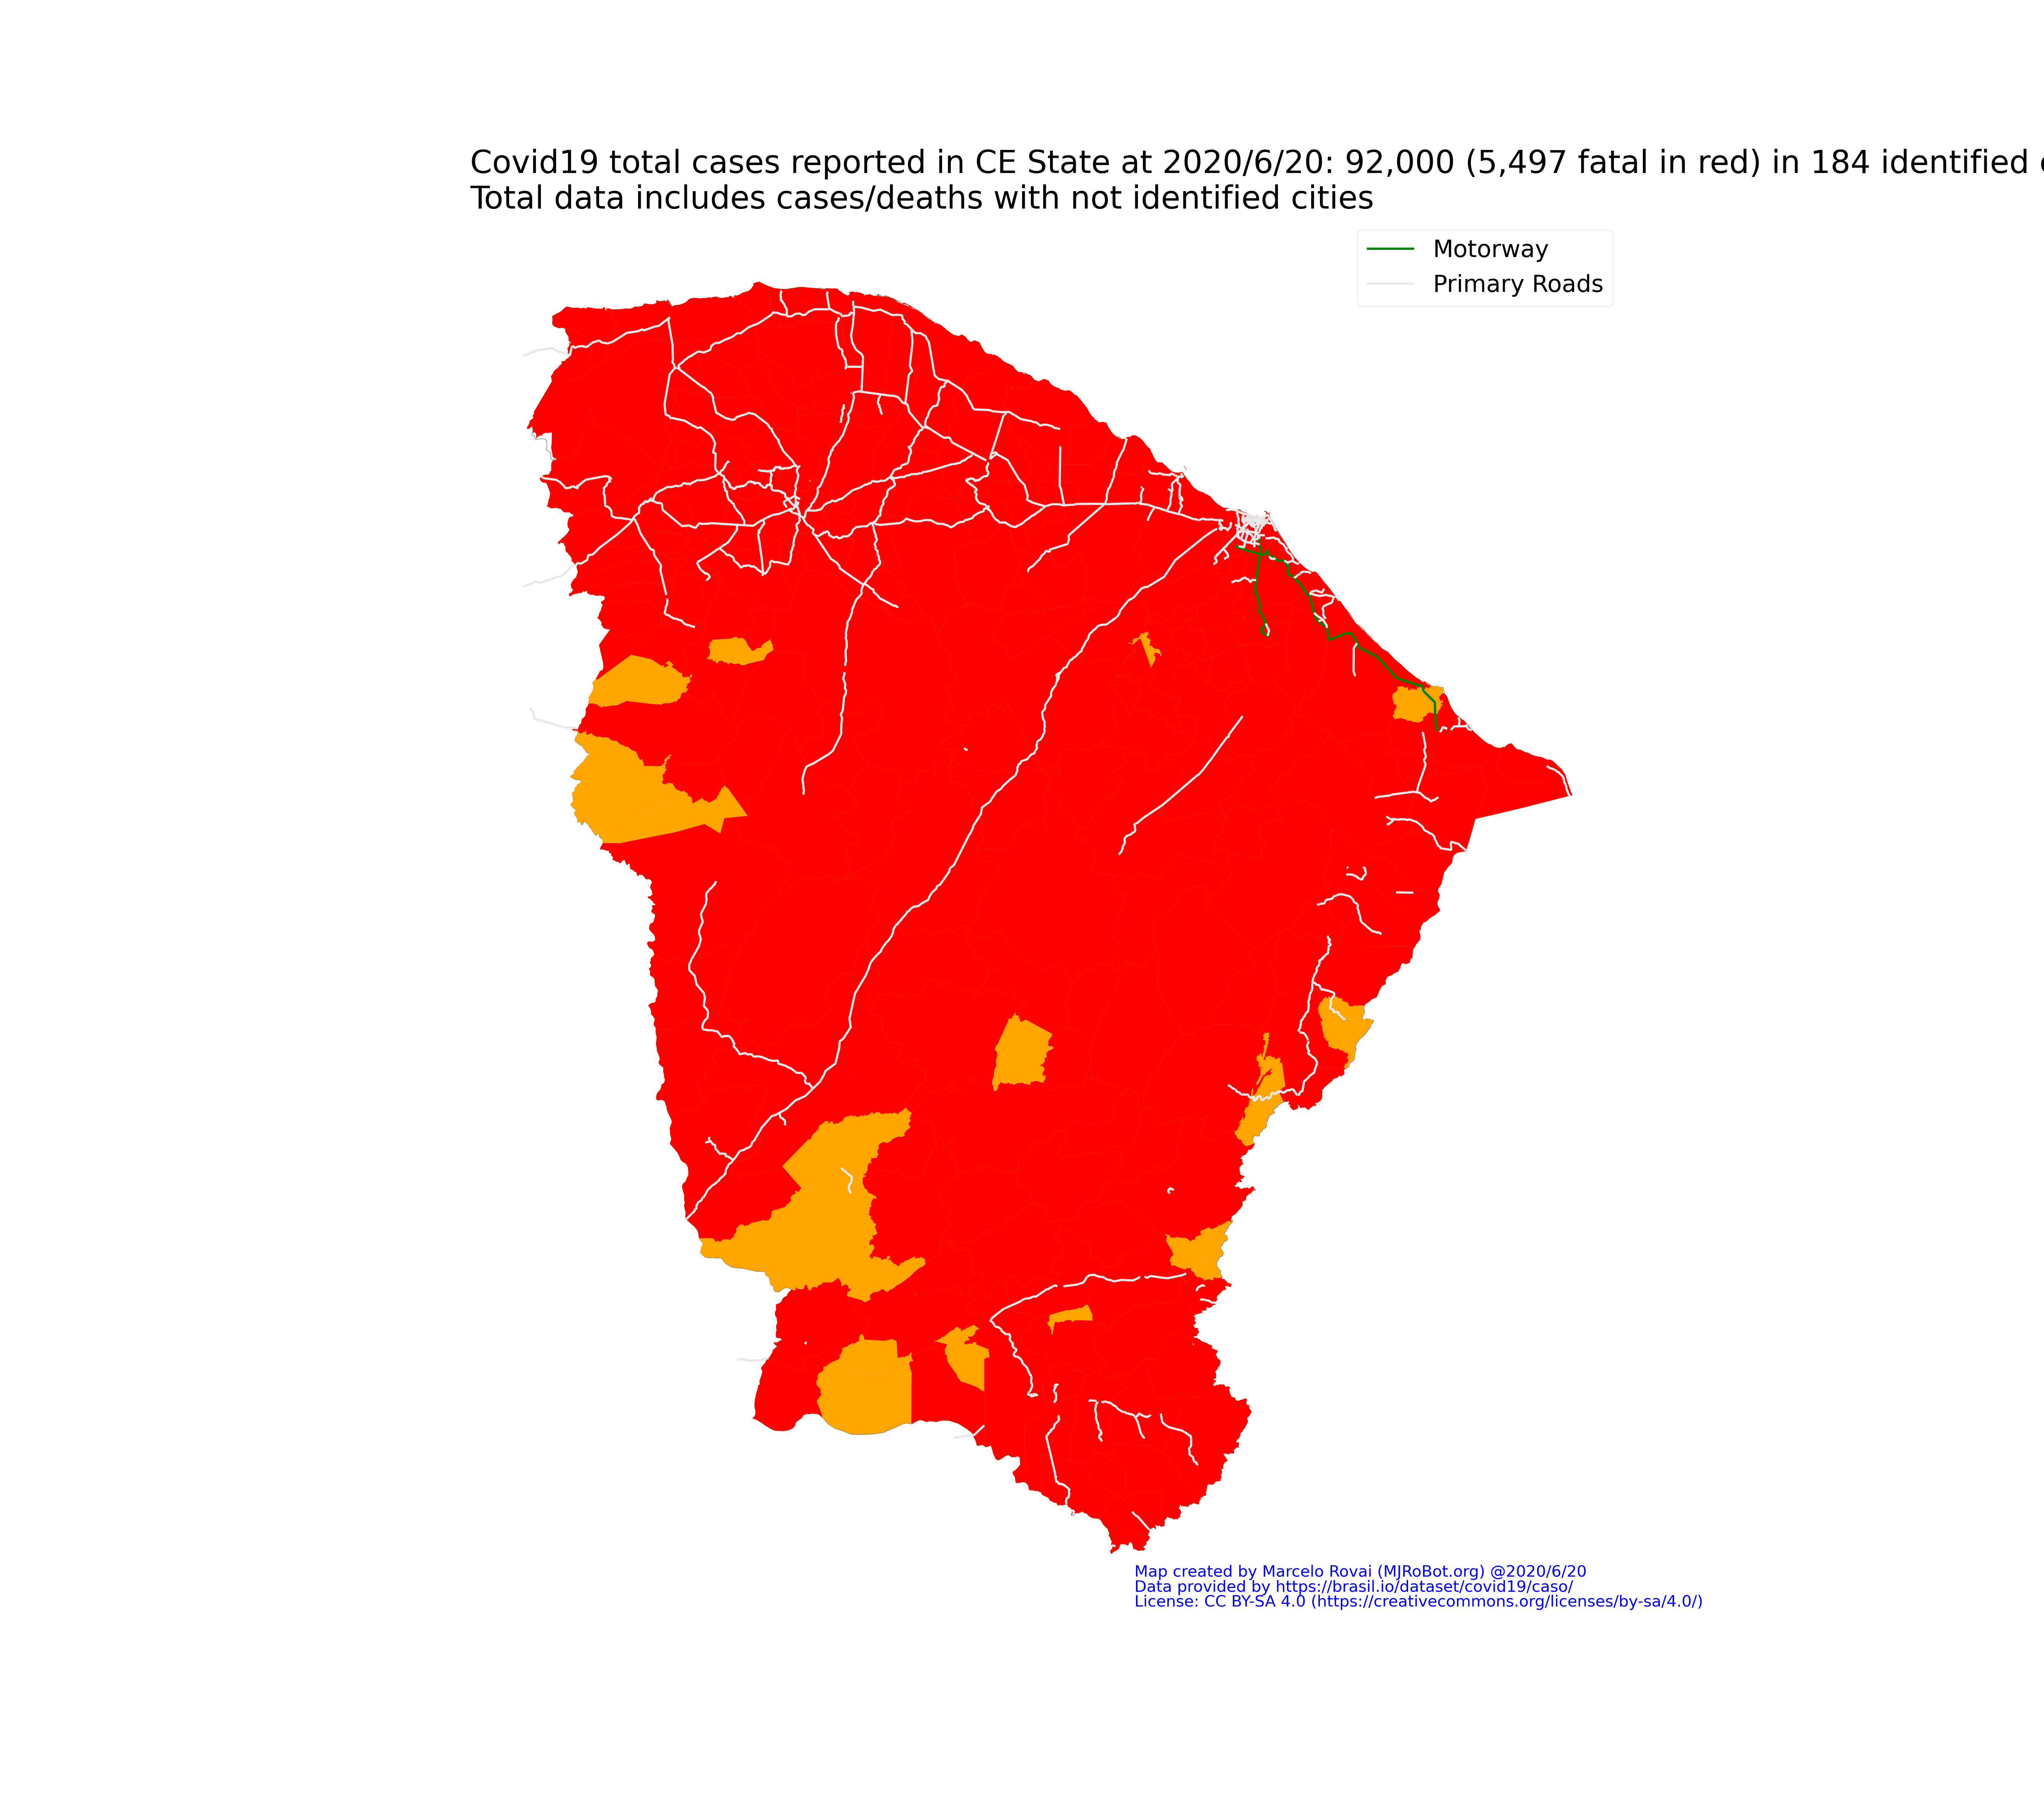 Covid19 total cases reported in CE State at 2020/6/20: 92,000 (5,497 fatal in red) in 184 identified
Total data includes cases/deaths with not identified cities
Motorway
Primary Roads
Map created by Marcelo Rovai (MJRoBot.org) @2020/6/20
Data provided by https://brasil.io/dataset/covid19/caso/
License: CC BY-SA 4.0 (https://creativecommons.org/licenses/by-sa/4.0/)